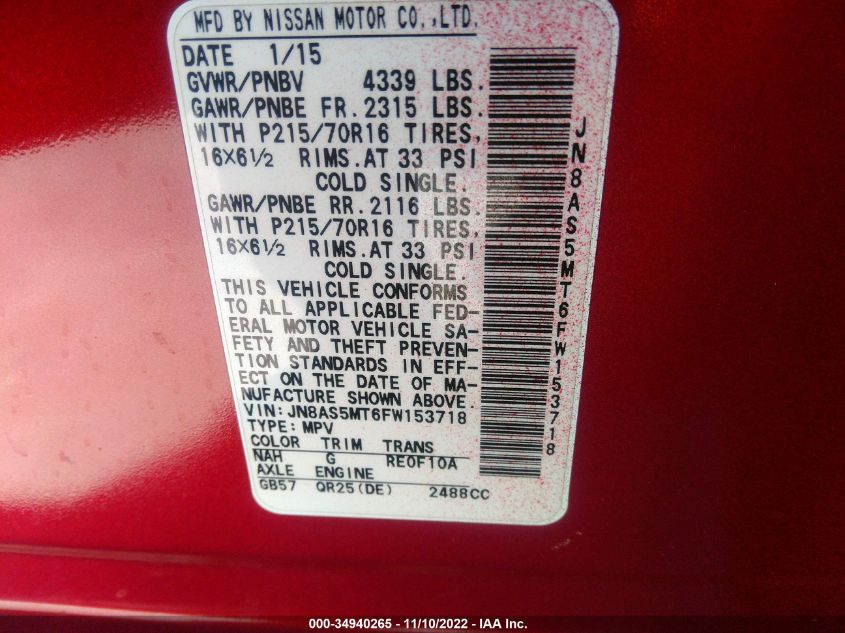 MFD BY NISSAN MOTOR CO.,LTD.
DATE 1/15
GVWR/PNBV 4339 LBS.
GAWR/PNBE FR.2315 LBS.
WITH P215/70R16 TIRES,
16X6½ RIMS.AT 33 PSI
COLD SINGLE.
GAWR/PNBE RR.2116 LBS.
WITH P215/70R16 TIRES,
16X6½ RIMS.AT 33 PSI
COLD SINGLE.
THIS VEHICLE CONFORMS
TO ALL APPLICABLE FED-
ERAL MOTOR VEHICLE SA-
FETY AND THEFT PREVEN-
TION STANDARDS IN EFF-
ECT ON THE DATE OF MA-
NUFACTURE SHOWN ABOVE.
VIN:JN8AS5MT6FW153718
TYPE:MPV
COLOR TRIM TRANS
NAH G RE0F10A
AXLE ENGINE
GB57 QR25(DE) 2488CC
JN8AS5MT6FW153718
000-34940265 - 11/10/2022 - IAA Inc.